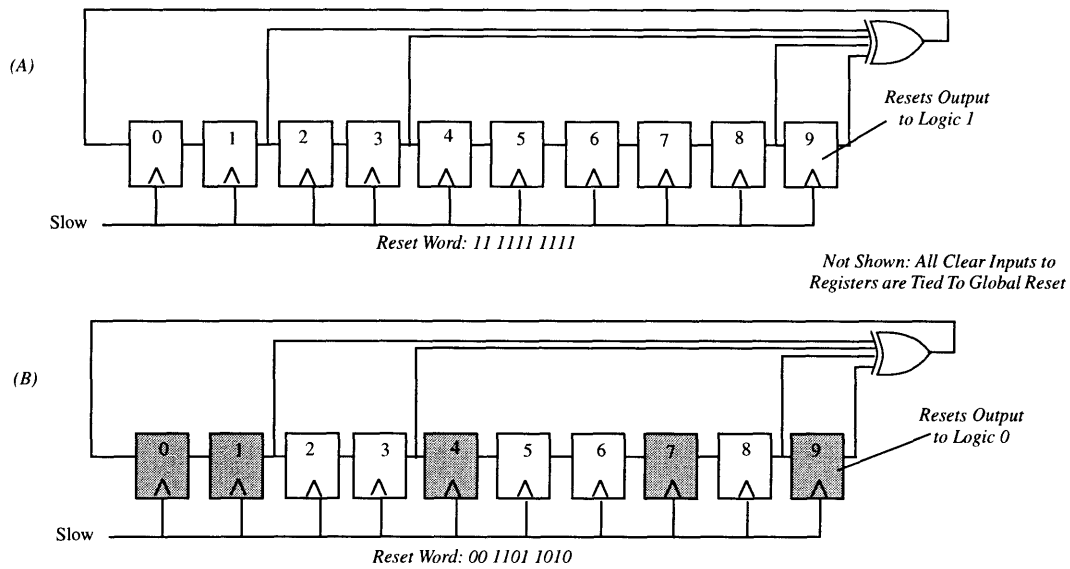 (A)
Resets Output
to Logic 1
0 1 2 3 4 5 6 7 8 9
Slow
Reset Word: 11 1111 1111
Not Shown: All Clear Inputs to
Registers are Tied To Global Reset
(B)
Resets Output
to Logic 0
0 1 2 3 4 5 6 7 8 9
Slow
Reset Word: 00 1101 1010